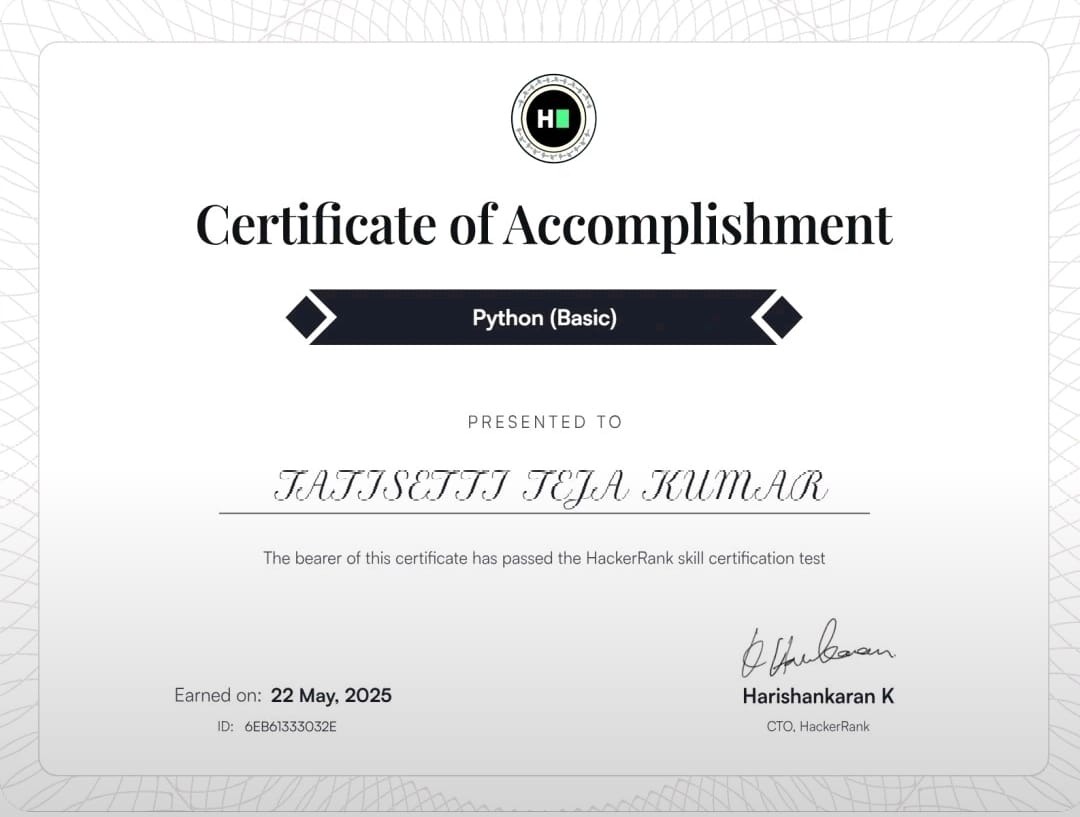 H
Certificate of Accomplishment
Python (Basic)
PRESENTED TO
TATISETTI TEJA KUMAR
The bearer of this certificate has passed the HackerRank skill certification test
Earned on: 22 May, 2025
ID: 6EB61333032E
Harishankaran K
CTO, HackerRank